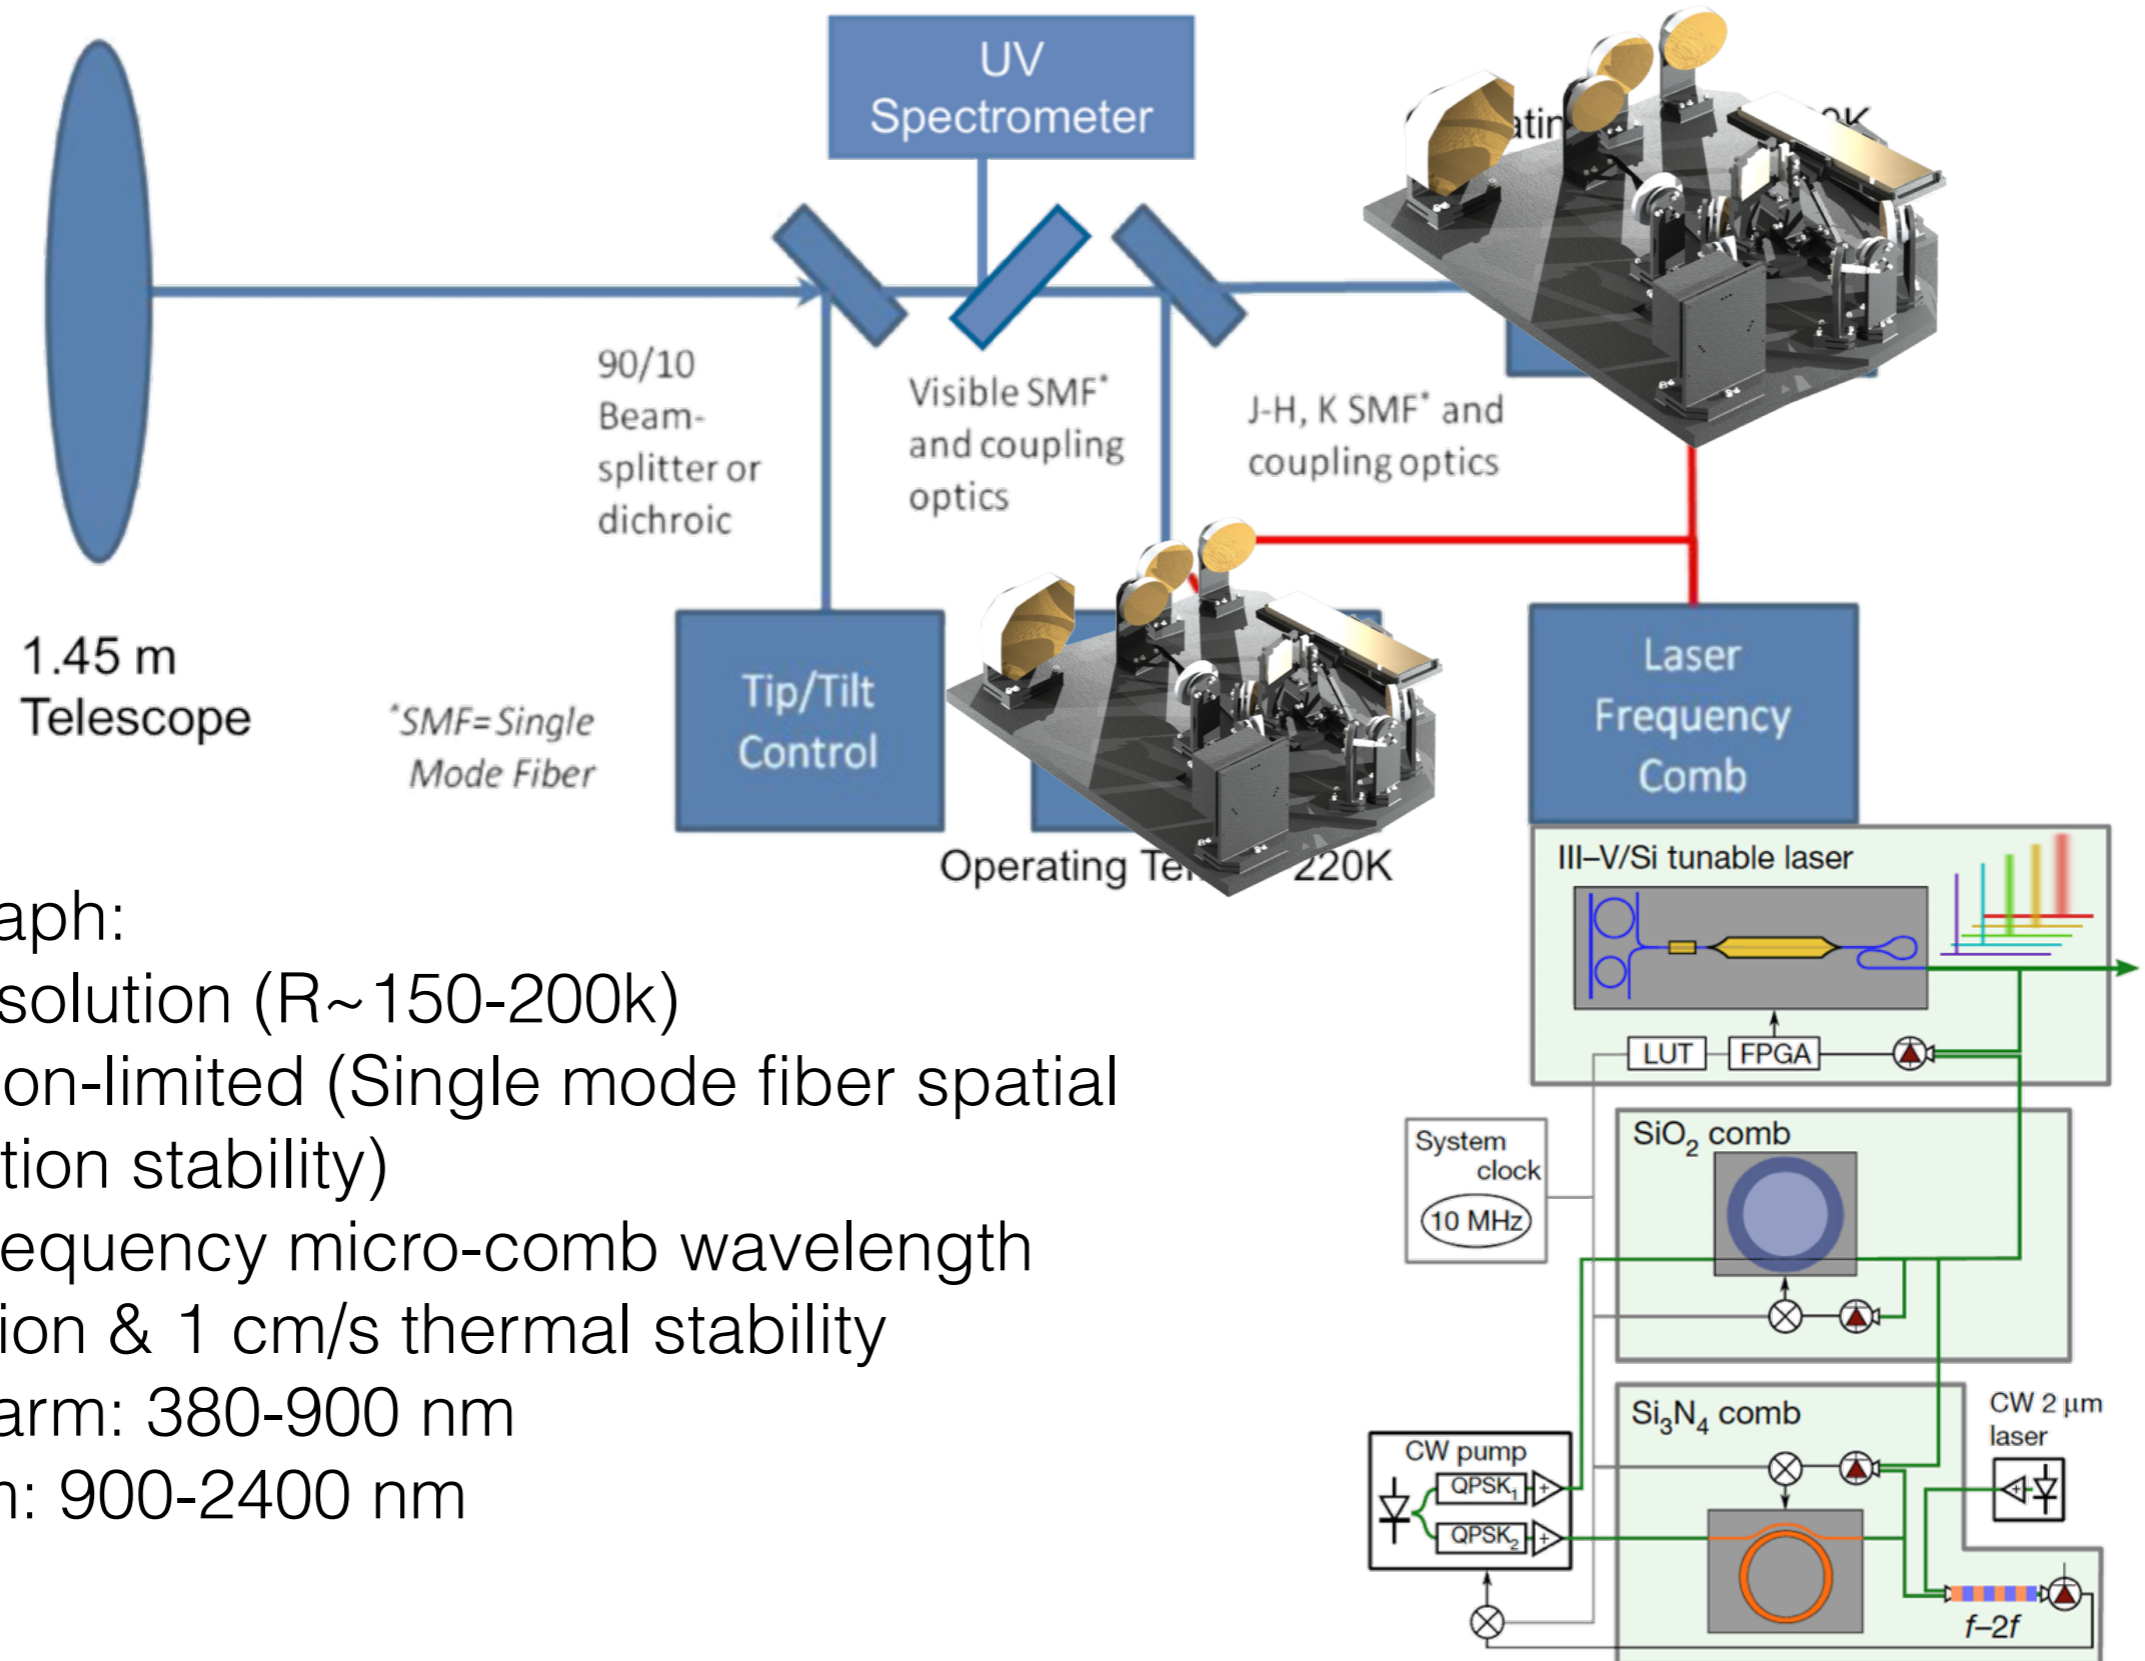 UV
Spectrometer
90/10
Beam-
splitter or
dichroic
Visible SMF*
and coupling
optics
J-H, K SMF* and
coupling optics
1.45 m
Telescope
*SMF=Single
Mode Fiber
Tip/Tilt
Control
Laser
Frequency
Comb
Operating Te 220K
aph:
solution (R~150-200k)
on-limited (Single mode fiber spatial
tion stability)
equency micro-comb wavelength
ion & 1 cm/s thermal stability
arm: 380-900 nm
n: 900-2400 nm
III–V/Si tunable laser
LUT
FPGA
System
clock
10 MHz
SiO2 comb
Si3N4 comb
CW 2 μm
laser
CW pump
QPSK1
QPSK2
f–2f